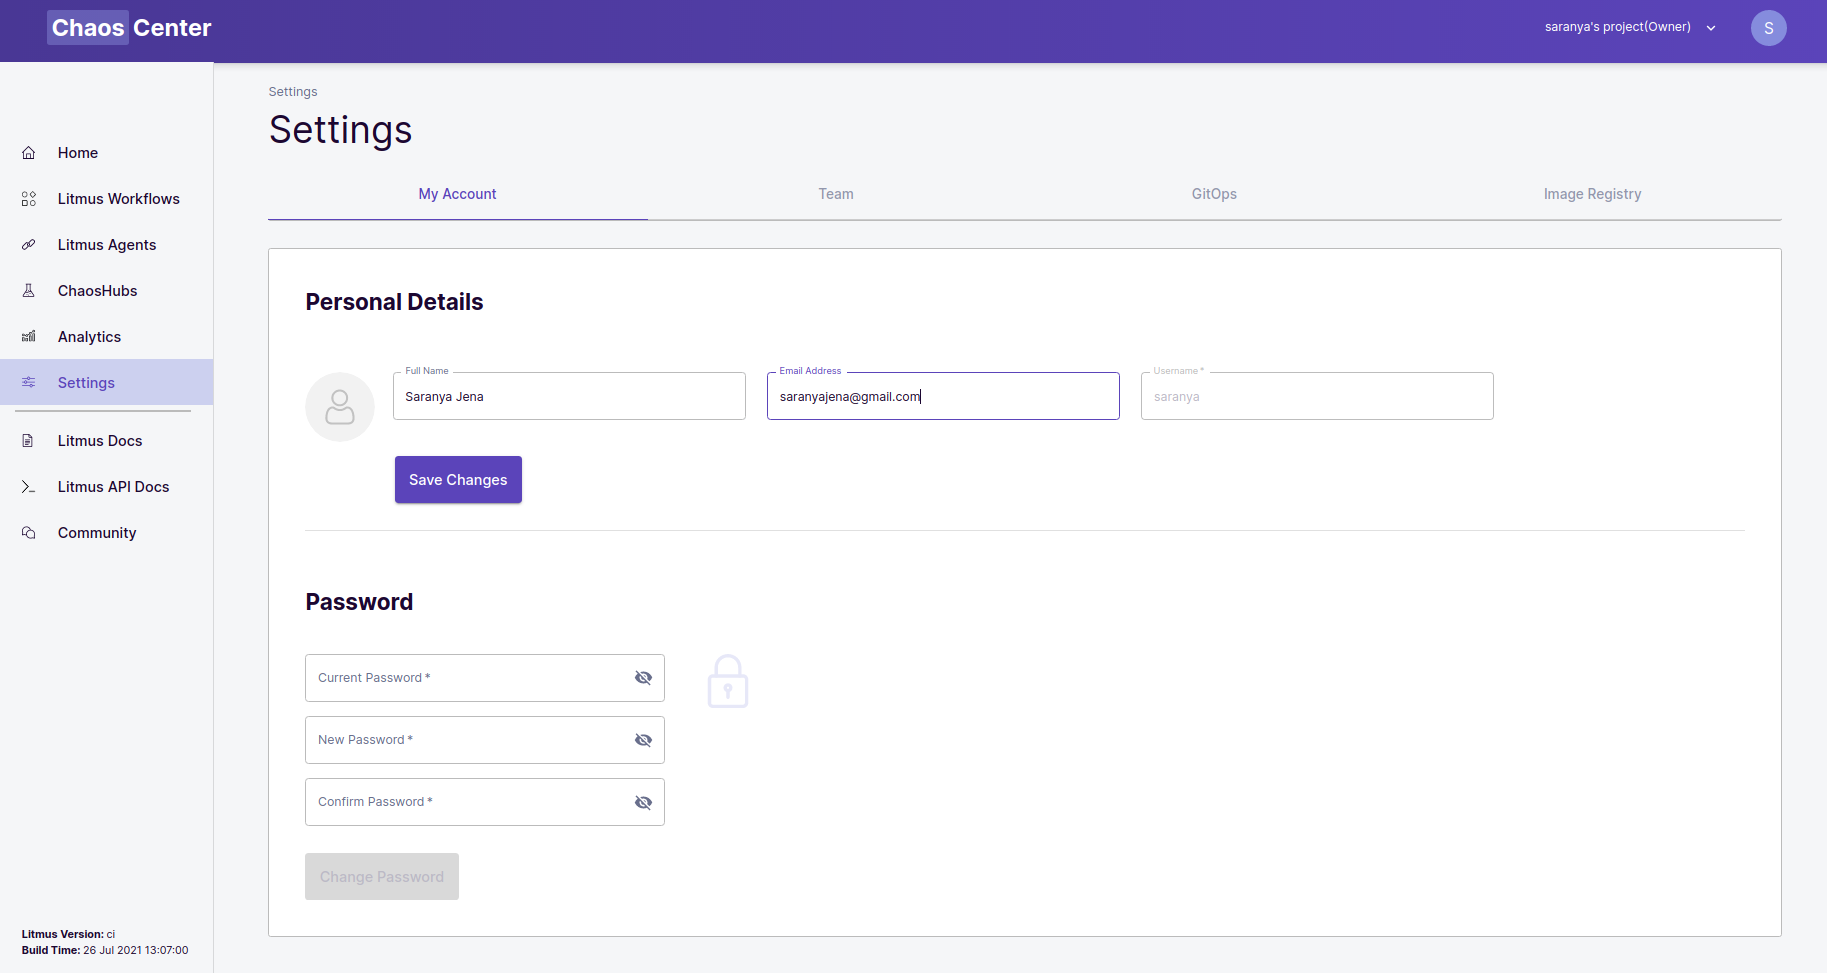 Chaos Center
saranya's project(Owner)
S
Home
Litmus Workflows
Litmus Agents
ChaosHubs
Analytics
Settings
Litmus Docs
Litmus API Docs
Community
Litmus Version: ci
Build Time: 26 Jul 2021 13:07:00
Settings
Settings
My Account
Team
GitOps
Image Registry
Personal Details
Full Name
Saranya Jena
Email Address
saranyajena@gmail.com
Username *
saranya
Save Changes
Password
Current Password *
New Password *
Confirm Password *
Change Password